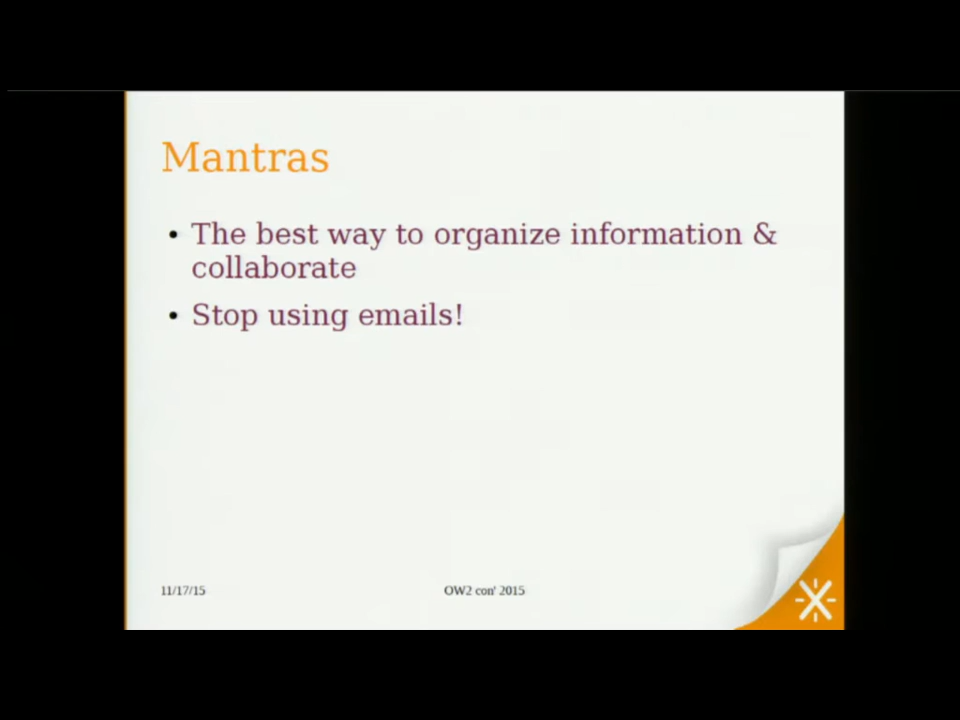 Mantras
• The best way to organize information &
collaborate
• Stop using emails!
11/17/15
OW2 con' 2015